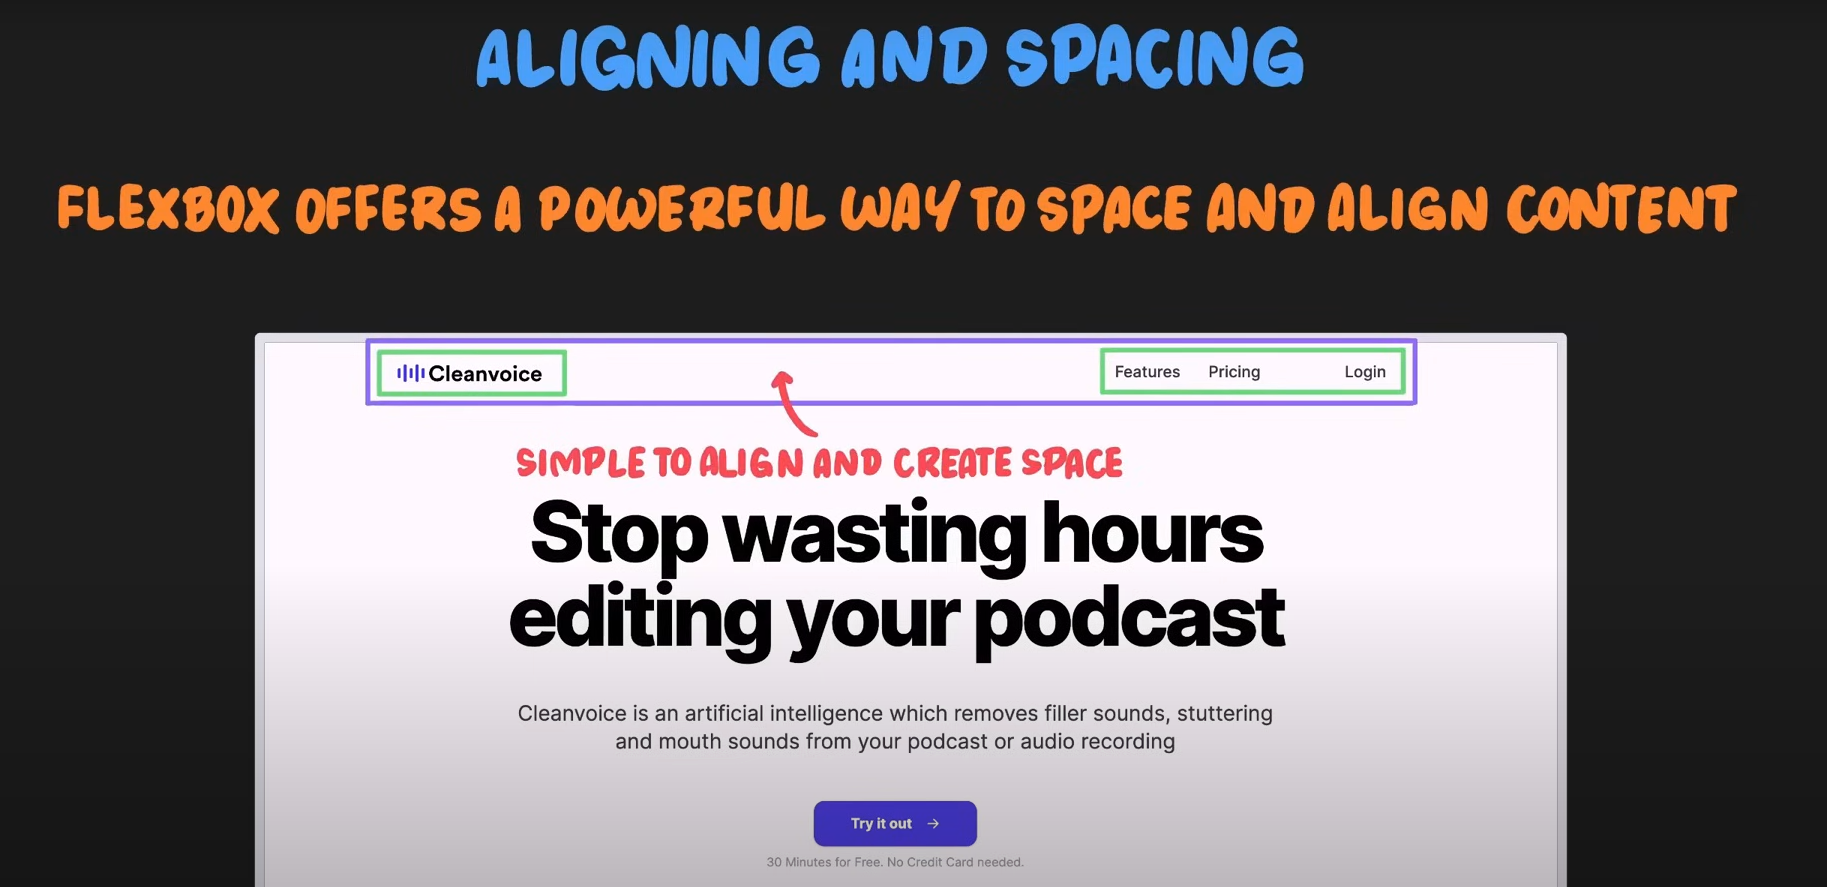 ALIGNING AND SPACING
FLEXBOX OFFERS A POWERFUL WAY TO SPACE AND ALIGN CONTENT
Cleanvoice
Features Pricing Login
SIMPLE TO ALIGN AND CREATE SPACE
Stop wasting hours
editing your podcast
Cleanvoice is an artificial intelligence which removes filler sounds, stuttering
and mouth sounds from your podcast or audio recording
Try it out →
30 Minutes for Free. No Credit Card needed.